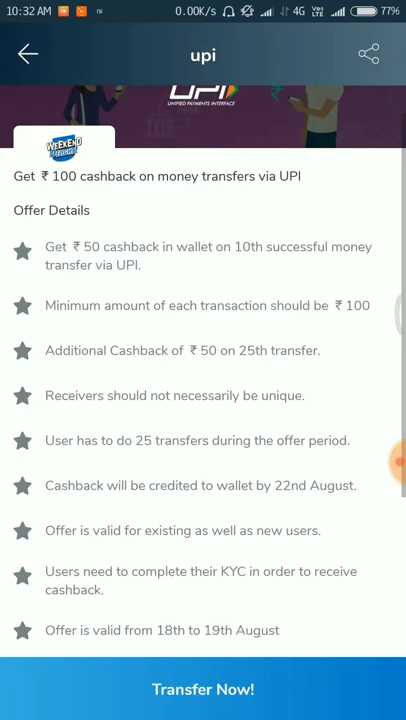 10:32 AM 0.00K/s 4G VoLTE 77%
upi
UPI
UNIFIED PAYMENTS INTERFACE
WEEKEND
DELIGHT
Get ₹ 100 cashback on money transfers via UPI
Offer Details
Get ₹ 50 cashback in wallet on 10th successful money
transfer via UPI.
Minimum amount of each transaction should be ₹ 100
Additional Cashback of ₹ 50 on 25th transfer.
Receivers should not necessarily be unique.
User has to do 25 transfers during the offer period.
Cashback will be credited to wallet by 22nd August.
Offer is valid for existing as well as new users.
Users need to complete their KYC in order to receive
cashback.
Offer is valid from 18th to 19th August
Transfer Now!